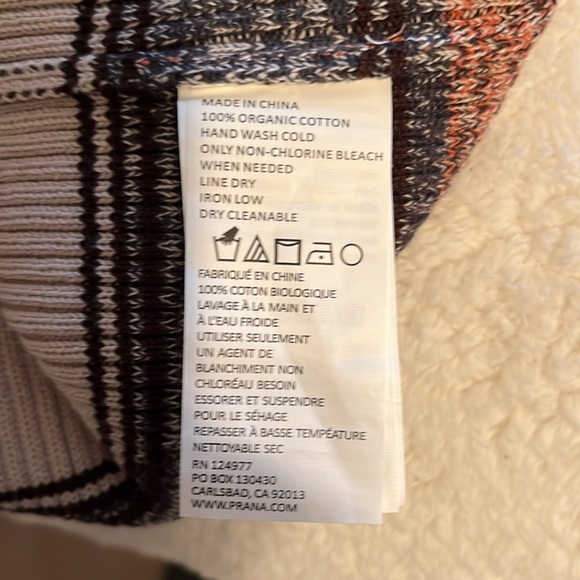 MADE IN CHINA
100% ORGANIC COTTON
HAND WASH COLD
ONLY NON-CHLORINE BLEACH
WHEN NEEDED
LINE DRY
IRON LOW
DRY CLEANABLE
FABRIQUÉ EN CHINE
100% COTON BIOLOGIQUE
LAVAGE À LA MAIN ET
À L'EAU FROIDE
UTILISER SEULEMENT
UN AGENT DE
BLANCHIMENT NON
CHLORÉAU BESOIN
ESSORER ET SUSPENDRE
POUR LE SÉHAGE
REPASSER À BASSE TEMPÉATURE
NETTOYABLE SEC
RN 124977
PO BOX 130430
CARLSBAD, CA 92013
WWW.PRANA.COM